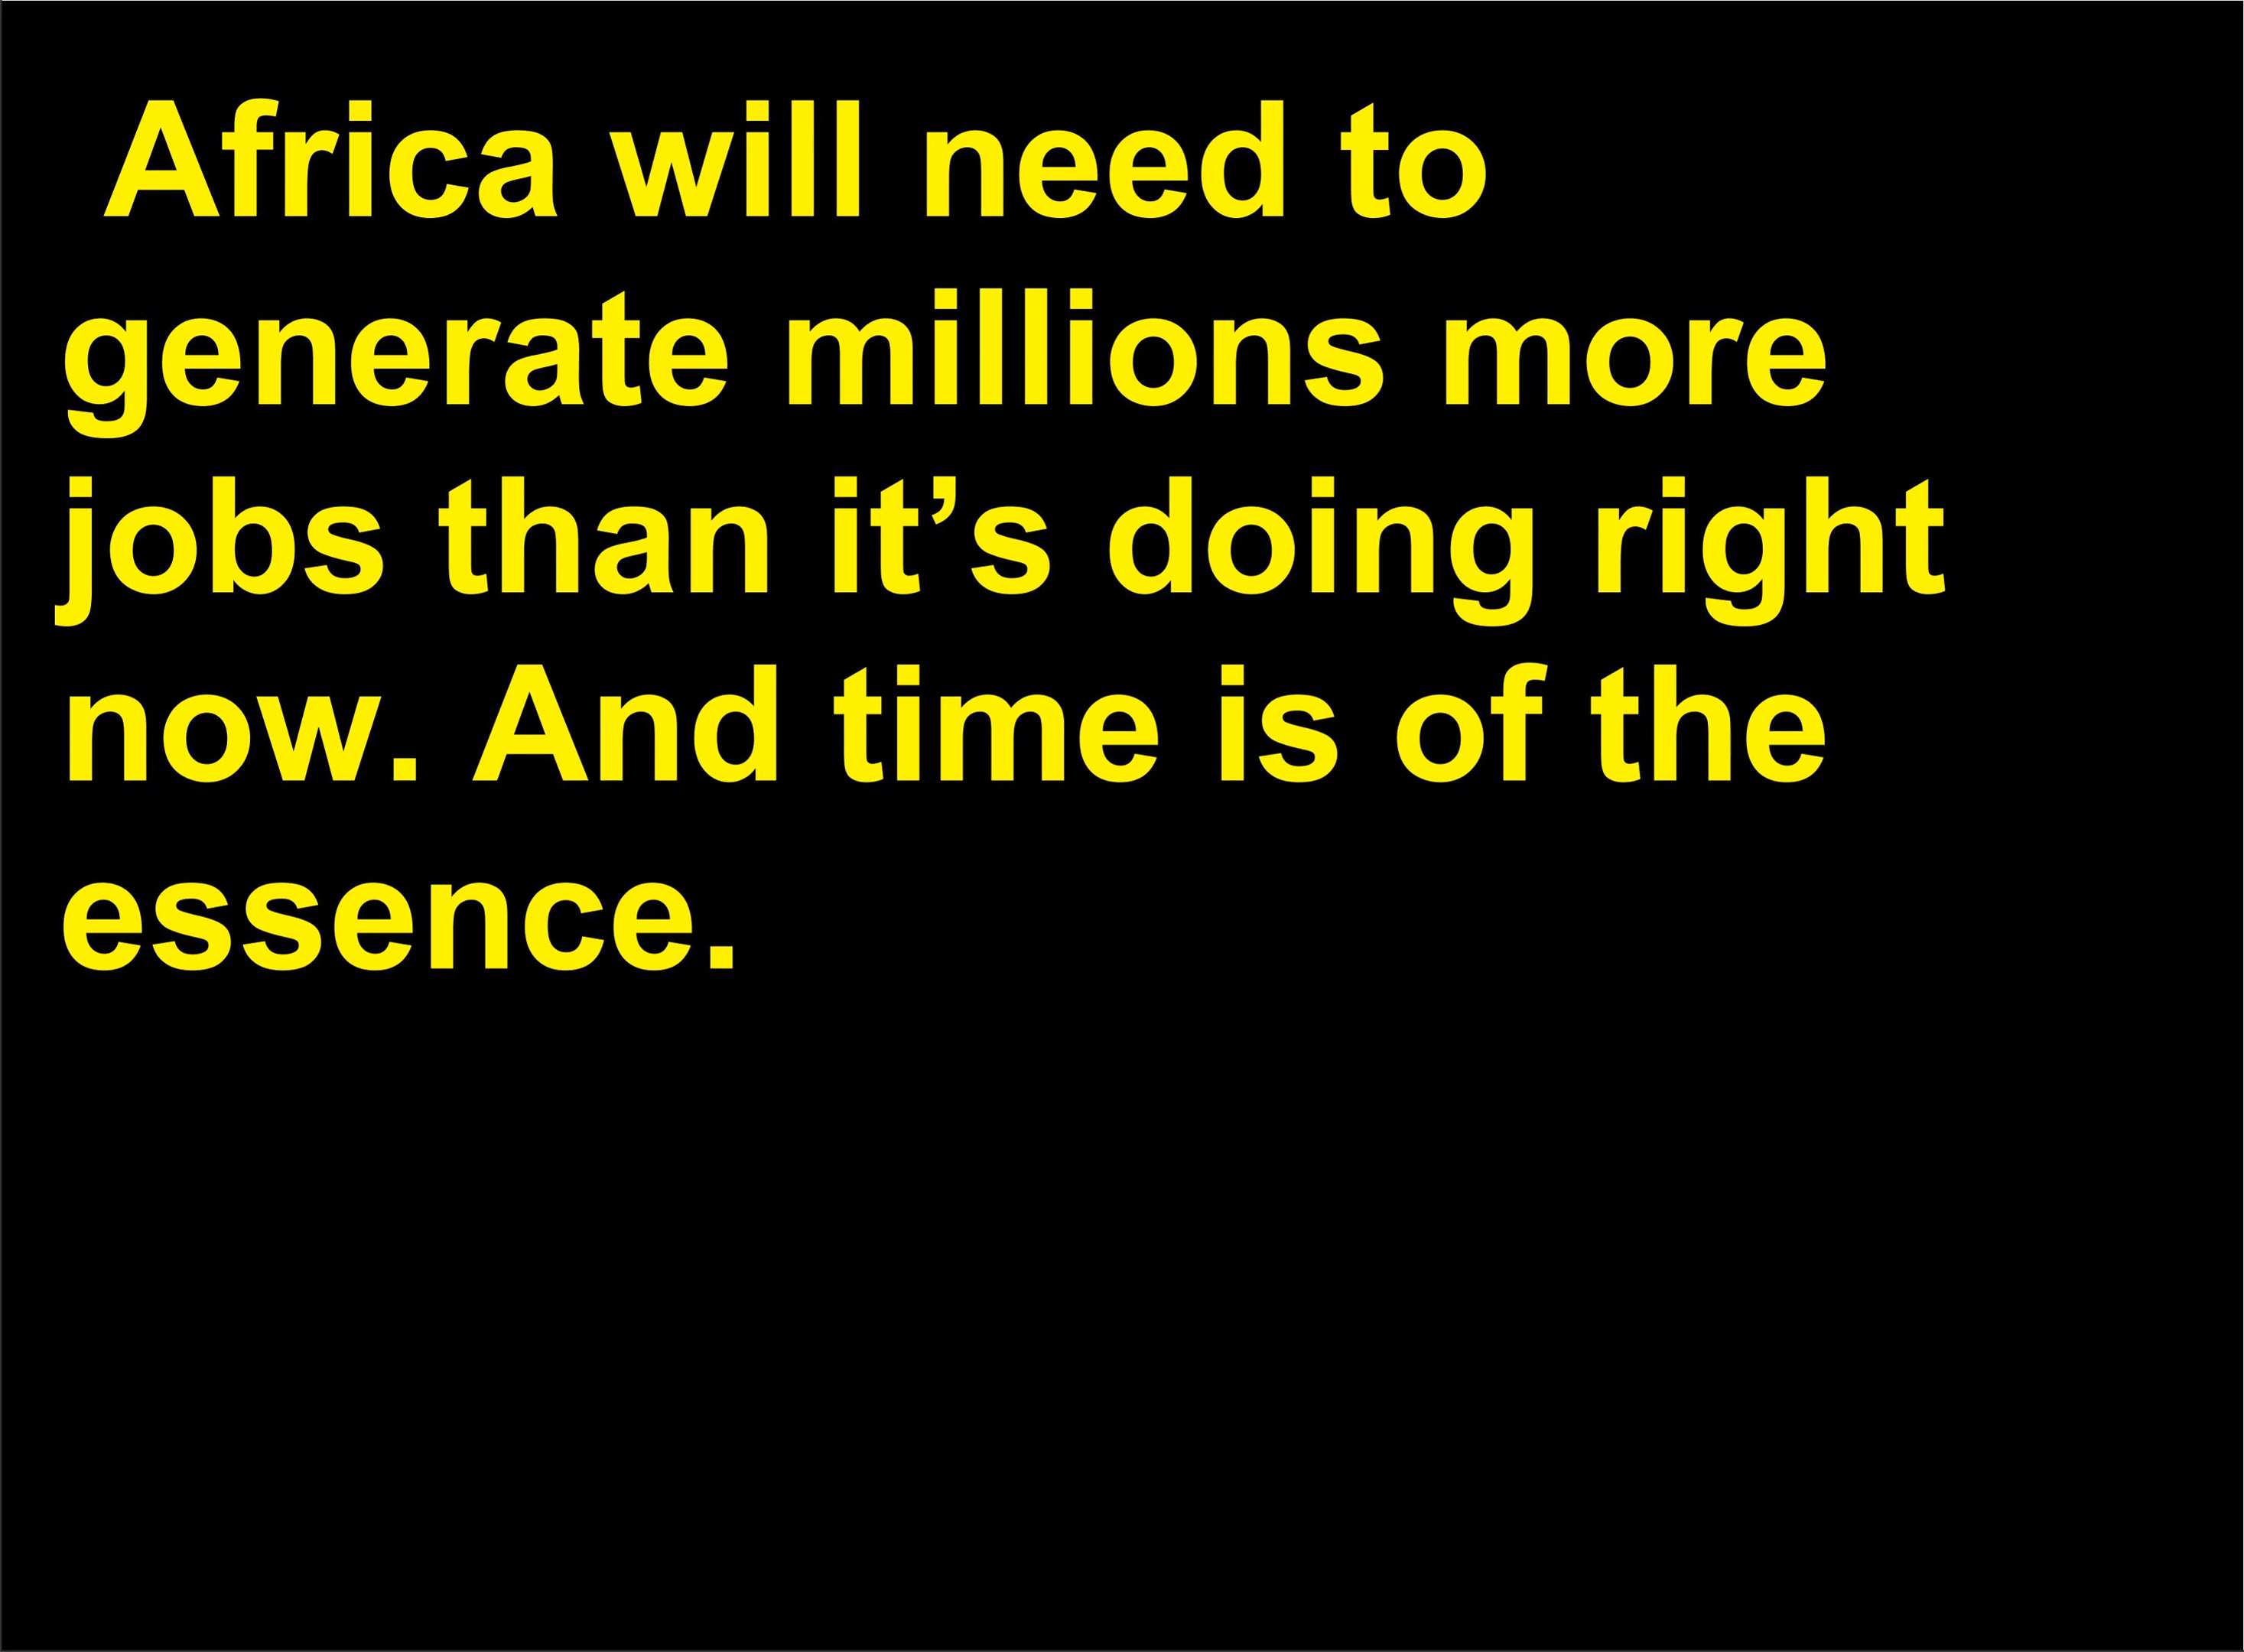 Africa will need to
generate millions more
jobs than it’s doing right
now. And time is of the
essence.